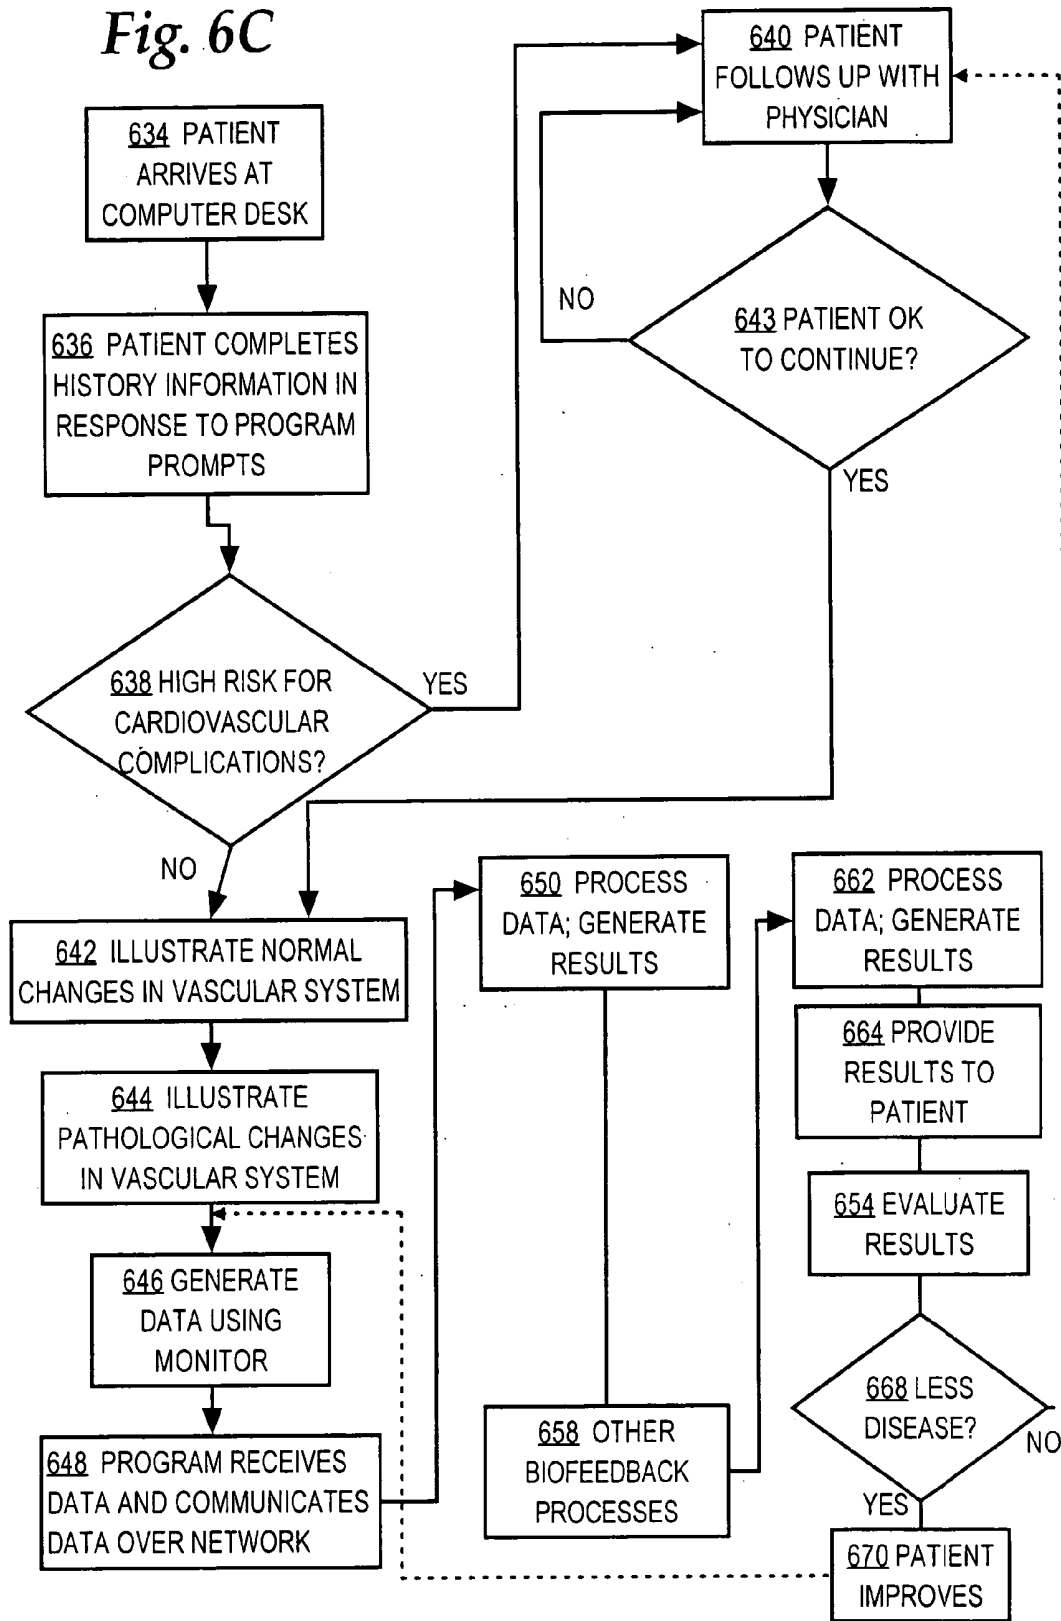 Fig. 6C
634 PATIENT
ARRIVES AT
COMPUTER DESK
636 PATIENT COMPLETES
HISTORY INFORMATION IN
RESPONSE TO PROGRAM
PROMPTS
638 HIGH RISK FOR
CARDIOVASCULAR
COMPLICATIONS?
YES
NO
640 PATIENT
FOLLOWS UP WITH
PHYSICIAN
643 PATIENT OK
TO CONTINUE?
NO
YES
642 ILLUSTRATE NORMAL
CHANGES IN VASCULAR SYSTEM
644 ILLUSTRATE
PATHOLOGICAL CHANGES
IN VASCULAR SYSTEM
646 GENERATE
DATA USING
MONITOR
648 PROGRAM RECEIVES
DATA AND COMMUNICATES
DATA OVER NETWORK
650 PROCESS
DATA; GENERATE
RESULTS
658 OTHER
BIOFEEDBACK
PROCESSES
662 PROCESS
DATA; GENERATE
RESULTS
664 PROVIDE
RESULTS TO
PATIENT
654 EVALUATE
RESULTS
668 LESS
DISEASE?
NO
YES
670 PATIENT
IMPROVES